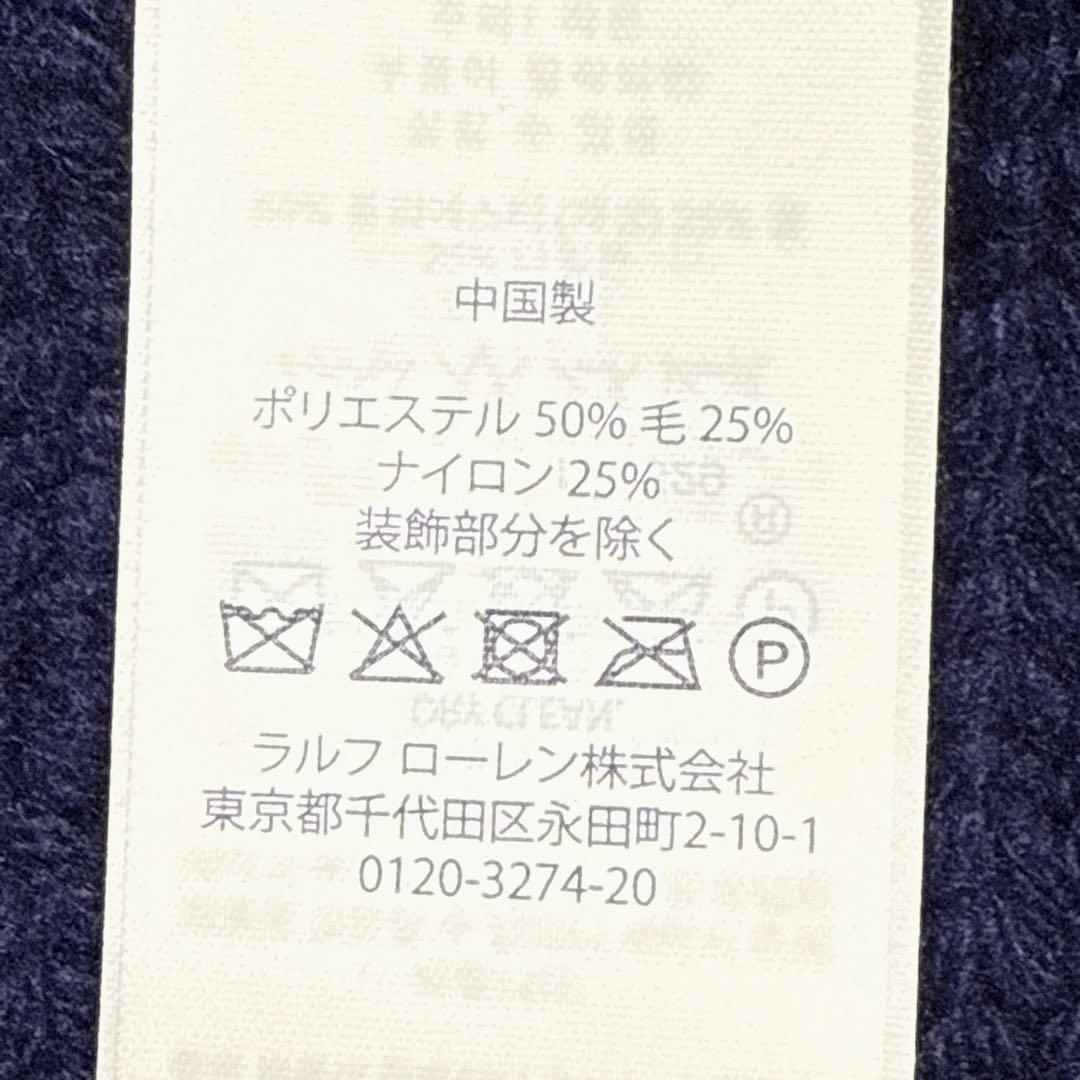 中国製
ポリエステル 50% 毛 25%
ナイロン 25%
装飾部分を除く
P
ラルフ ローレン株式会社
東京都千代田区永田町2-10-1
0120-3274-20
DRY CLEAN